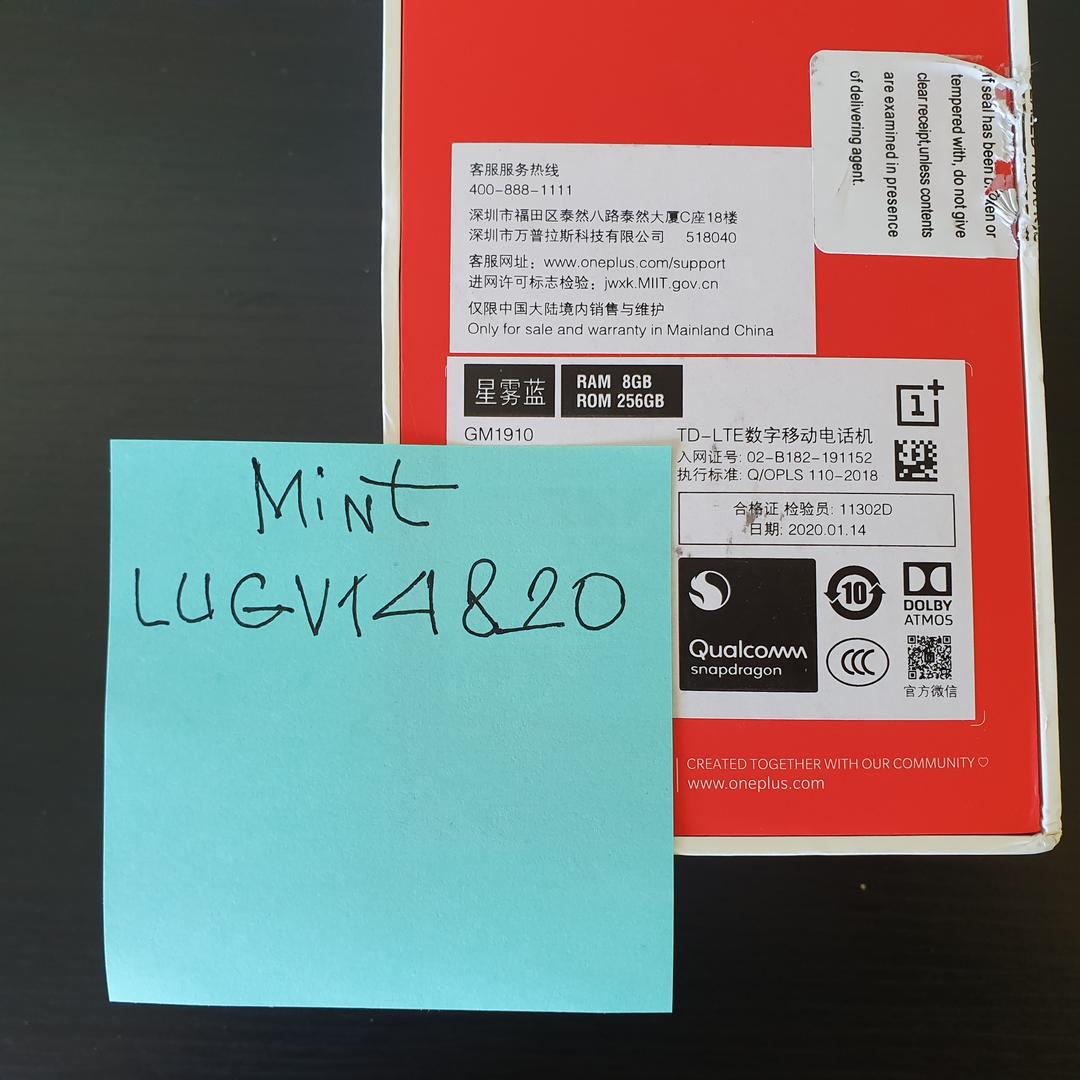 客服服务热线
400-888-1111
深圳市福田区泰然八路泰然大厦C座18楼
深圳市万普拉斯科技有限公司 518040
客服网址：www.oneplus.com/support
进网许可标志检验：jwxk.MIIT.gov.cn
仅限中国大陆境内销售与维护
Only for sale and warranty in Mainland China
If seal has been broken or
tempered with, do not give
clear receipt,unless contents
are examined in presence
of delivering agent.
星雾蓝
RAM 8GB
ROM 256GB
GM1910
TD-LTE数字移动电话机
入网证号: 02-B182-191152
执行标准: Q/OPLS 110-2018
合格证 检验员: 11302D
日期: 2020.01.14
1+
Qualcomm
snapdragon
10
CCC
DOLBY
ATMOS
官方微信
CREATED TOGETHER WITH OUR COMMUNITY♡
www.oneplus.com
Mint
LUGV14820